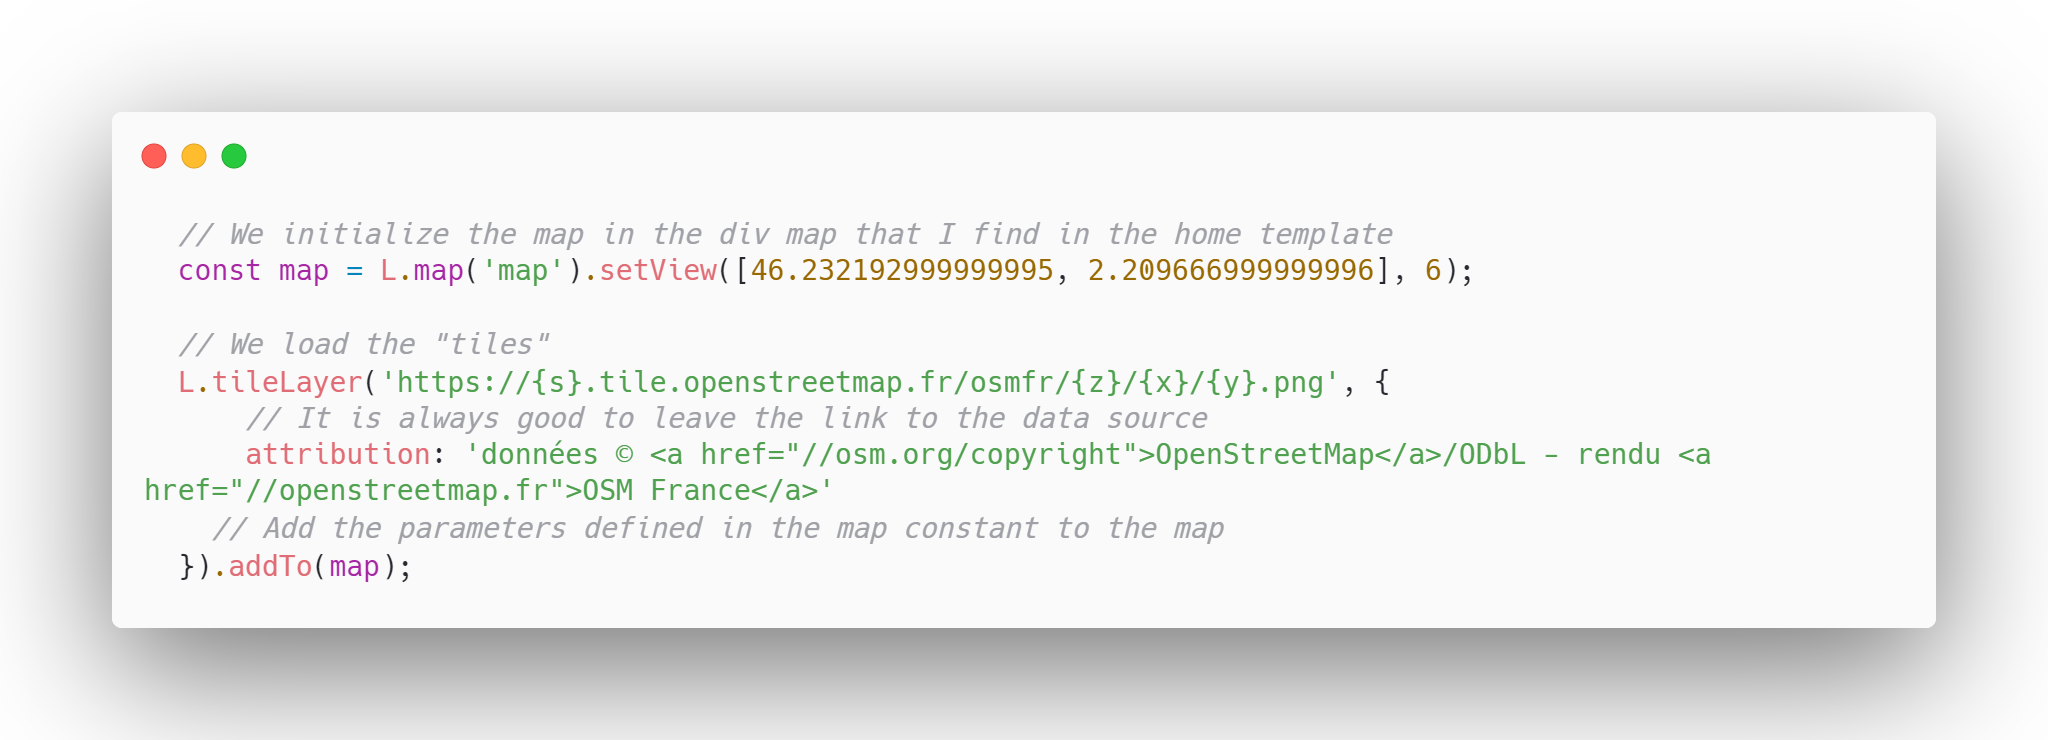 // We initialize the map in the div map that I find in the home template
const map = L.map('map').setView([46.232192999999995, 2.209666999999996], 6);
// We load the "tiles"
L.tileLayer('https://{s}.tile.openstreetmap.fr/osmfr/{z}/{x}/{y}.png', {
// It is always good to leave the link to the data source
attribution: 'données © <a href="//osm.org/copyright">OpenStreetMap</a>/ODbL - rendu <a
href="//openstreetmap.fr">OSM France</a>'
// Add the parameters defined in the map constant to the map
}).addTo(map);